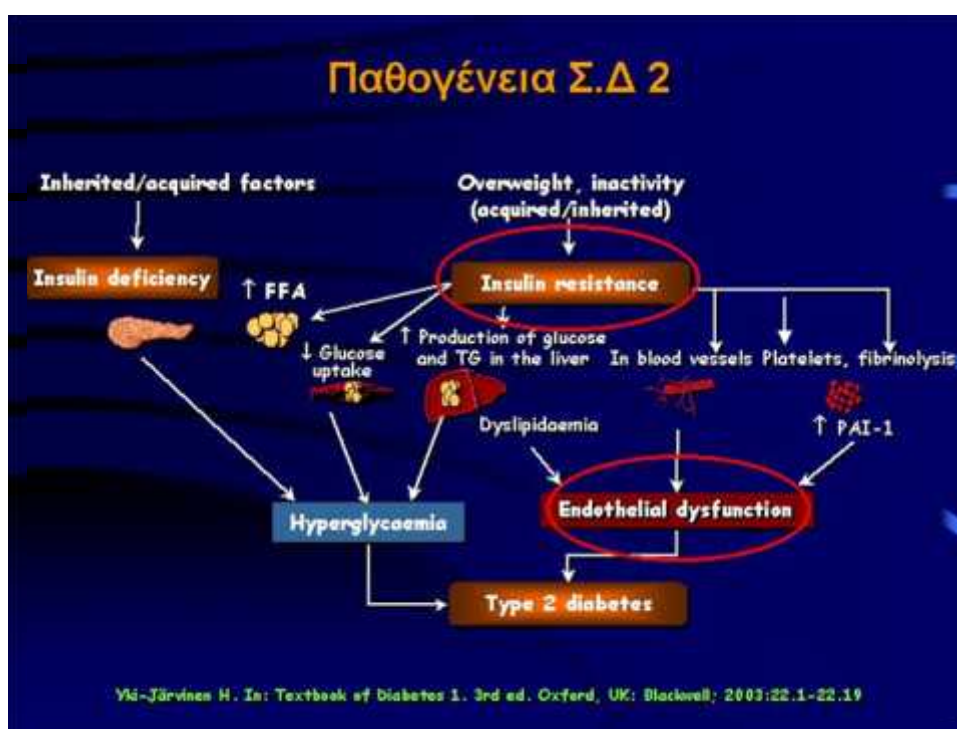 Παθογένεια Σ.Δ 2
Inherited/acquired factors
Overweight, inactivity
(acquired/inherited)
Insulin deficiency
↑ FFA
Insulin resistance
↓ Glucose
uptake
↑ Production of glucose
and TG in the liver
In blood vessels
Platelets, fibrinolysis
Dyslipidaemia
↑ PAI-1
Hyperglycaemia
Endothelial dysfunction
Type 2 diabetes
Yki-Järvinen H. In: Textbook of Diabetes 1. 3rd ed. Oxford, UK: Blackwell; 2003:22.1-22.19